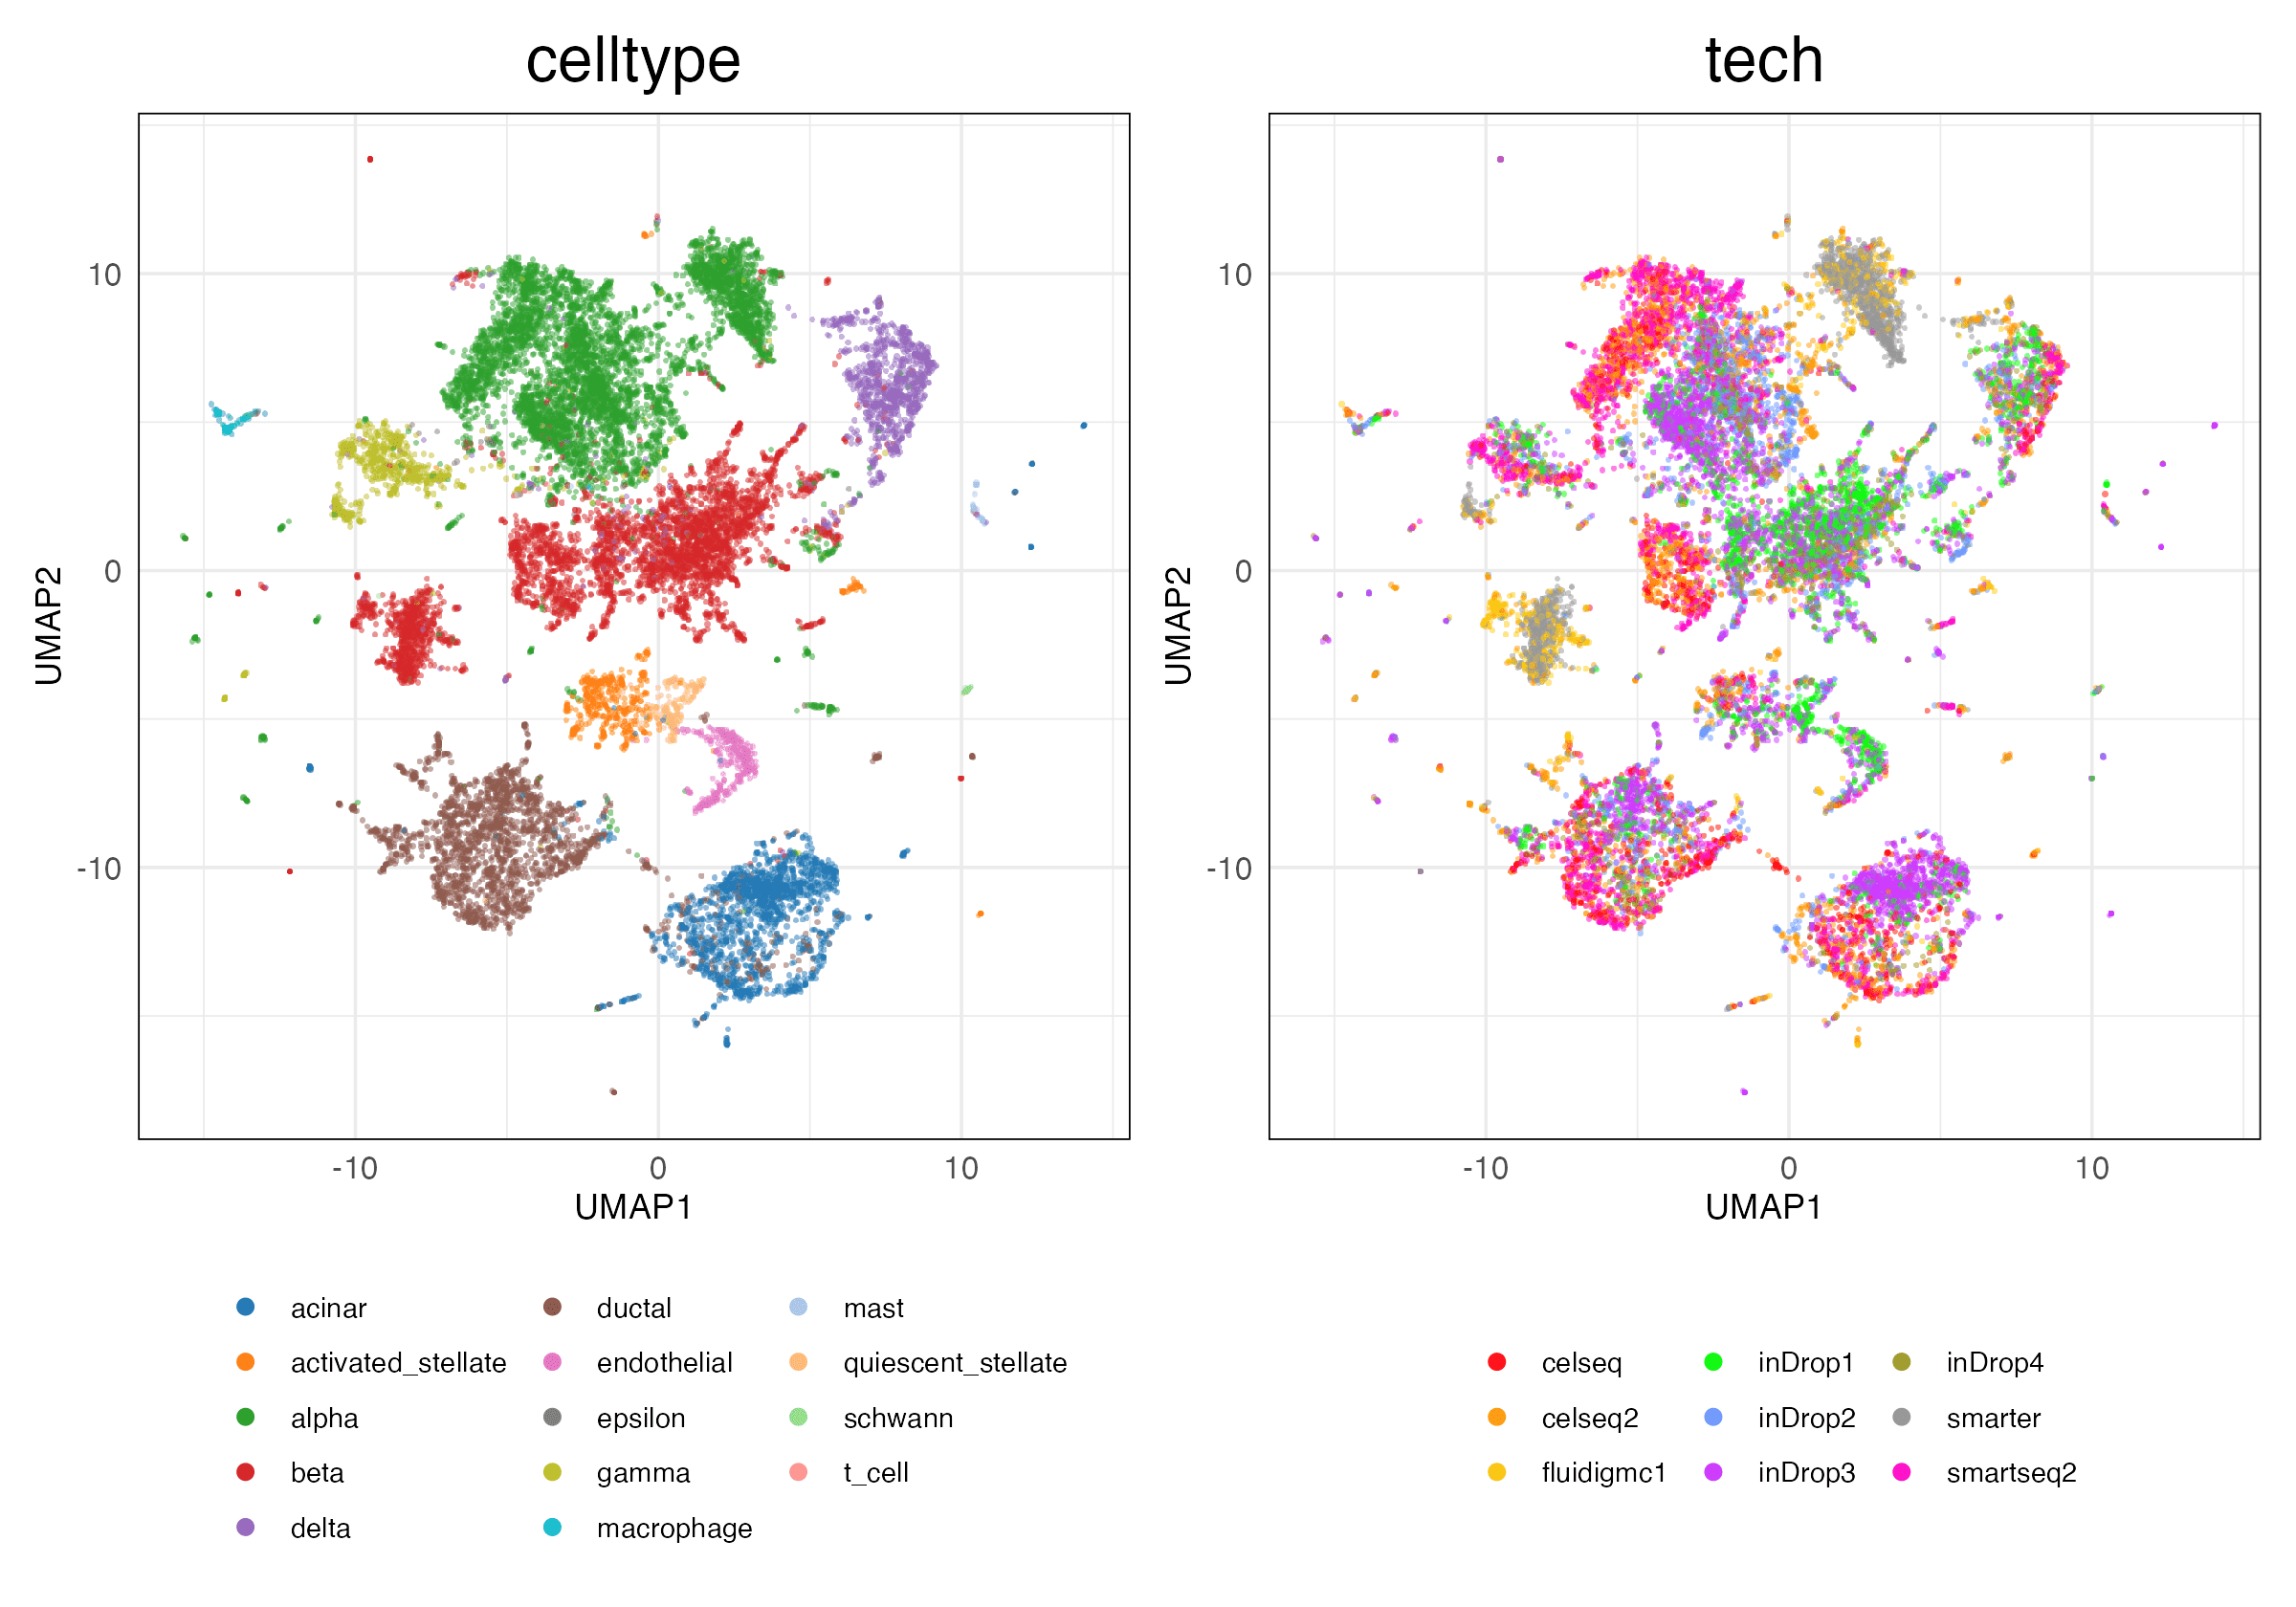 celltype
tech
10
0
-10
UMAP2
-10 0 10
UMAP1
10
0
-10
UMAP2
-10 0 10
UMAP1
acinar
activated_stellate
alpha
beta
delta
ductal
endothelial
epsilon
gamma
macrophage
mast
quiescent_stellate
schwann
t_cell
celseq
celseq2
fluidigmc1
inDrop1
inDrop2
inDrop3
inDrop4
smarter
smartseq2